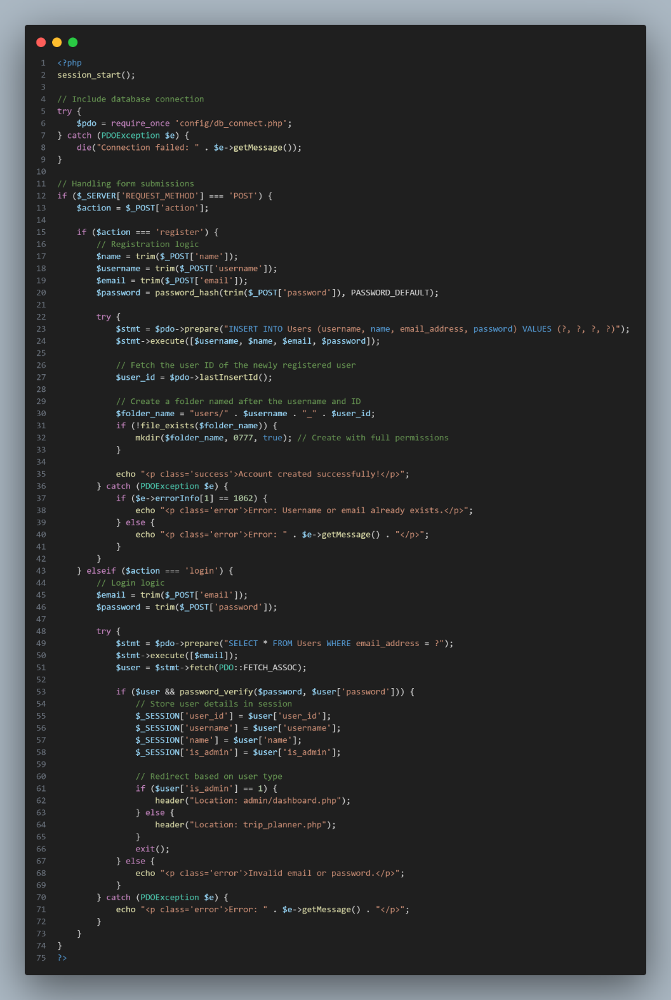 1 <?php
2 session_start();
3
4 // Include database connection
5 try {
6     $pdo = require_once 'config/db_connect.php';
7 } catch (PDOException $e) {
8     die("Connection failed: " . $e->getMessage());
9 }
10
11 // Handling form submissions
12 if ($_SERVER['REQUEST_METHOD'] === 'POST') {
13     $action = $_POST['action'];
14
15     if ($action === 'register') {
16         // Registration logic
17         $name = trim($_POST['name']);
18         $username = trim($_POST['username']);
19         $email = trim($_POST['email']);
20         $password = password_hash(trim($_POST['password']), PASSWORD_DEFAULT);
21
22         try {
23             $stmt = $pdo->prepare("INSERT INTO Users (username, name, email_address, password) VALUES (?, ?, ?, ?)");
24             $stmt->execute([$username, $name, $email, $password]);
25
26             // Fetch the user ID of the newly registered user
27             $user_id = $pdo->lastInsertId();
28
29             // Create a folder named after the username and ID
30             $folder_name = "users/" . $username . "_" . $user_id;
31             if (!file_exists($folder_name)) {
32                 mkdir($folder_name, 0777, true); // Create with full permissions
33             }
34
35             echo "<p class='success'>Account created successfully!</p>";
36         } catch (PDOException $e) {
37             if ($e->errorInfo[1] == 1062) {
38                 echo "<p class='error'>Error: Username or email already exists.</p>";
39             } else {
40                 echo "<p class='error'>Error: " . $e->getMessage() . "</p>";
41             }
42         }
43     } elseif ($action === 'login') {
44         // Login logic
45         $email = trim($_POST['email']);
46         $password = trim($_POST['password']);
47
48         try {
49             $stmt = $pdo->prepare("SELECT * FROM Users WHERE email_address = ?");
50             $stmt->execute([$email]);
51             $user = $stmt->fetch(PDO::FETCH_ASSOC);
52
53             if ($user && password_verify($password, $user['password'])) {
54                 // Store user details in session
55                 $_SESSION['user_id'] = $user['user_id'];
56                 $_SESSION['username'] = $user['username'];
57                 $_SESSION['name'] = $user['name'];
58                 $_SESSION['is_admin'] = $user['is_admin'];
59
60                 // Redirect based on user type
61                 if ($user['is_admin'] == 1) {
62                     header("Location: admin/dashboard.php");
63                 } else {
64                     header("Location: trip_planner.php");
65                 }
66                 exit();
67             } else {
68                 echo "<p class='error'>Invalid email or password.</p>";
69             }
70         } catch (PDOException $e) {
71             echo "<p class='error'>Error: " . $e->getMessage() . "</p>";
72         }
73     }
74 }
75 ?>